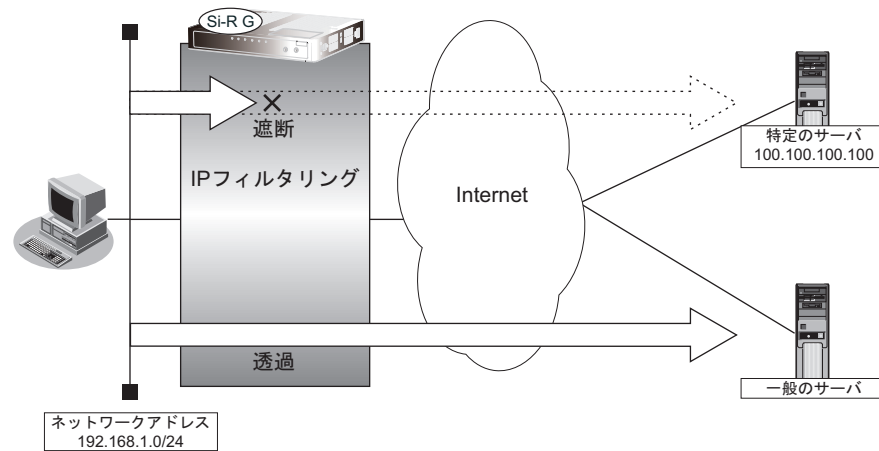 Si-R G
遮断
IPフィルタリング
Internet
特定のサーバ
100.100.100.100
透過
一般のサーバ
ネットワークアドレス
192.168.1.0/24